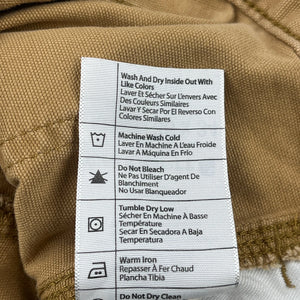 Wash And Dry Inside Out With
Like Colors
Laver Et Sécher Sur L'Envers Avec
Des Couleurs Similaires
Lavar Y Secar Por El Reverso Con
Colores Similares
Machine Wash Cold
Laver En Machine À L'eau Froide
Lavar A Máquina En Frío
Do Not Bleach
Ne Pas Utiliser D'agent De
Blanchiment
No Usar Blanqueador
Tumble Dry Low
Sécher En Machine À Basse
Température
Secar En Secadora A Baja
Temperatura
Warm Iron
Repasser À Fer Chaud
Plancha Tibia
Do Not Dry Clean